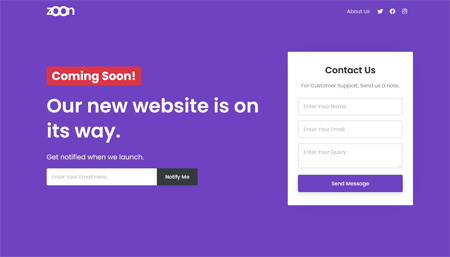 zoon
About Us
Coming Soon!
Our new website is on
its way.
Get notified when we launch.
Enter Your Email Here..
Notify Me
Contact Us
For Customer Support, Send us a note.
Enter Your Name
Enter Your Email
Enter Your Query
Send Message